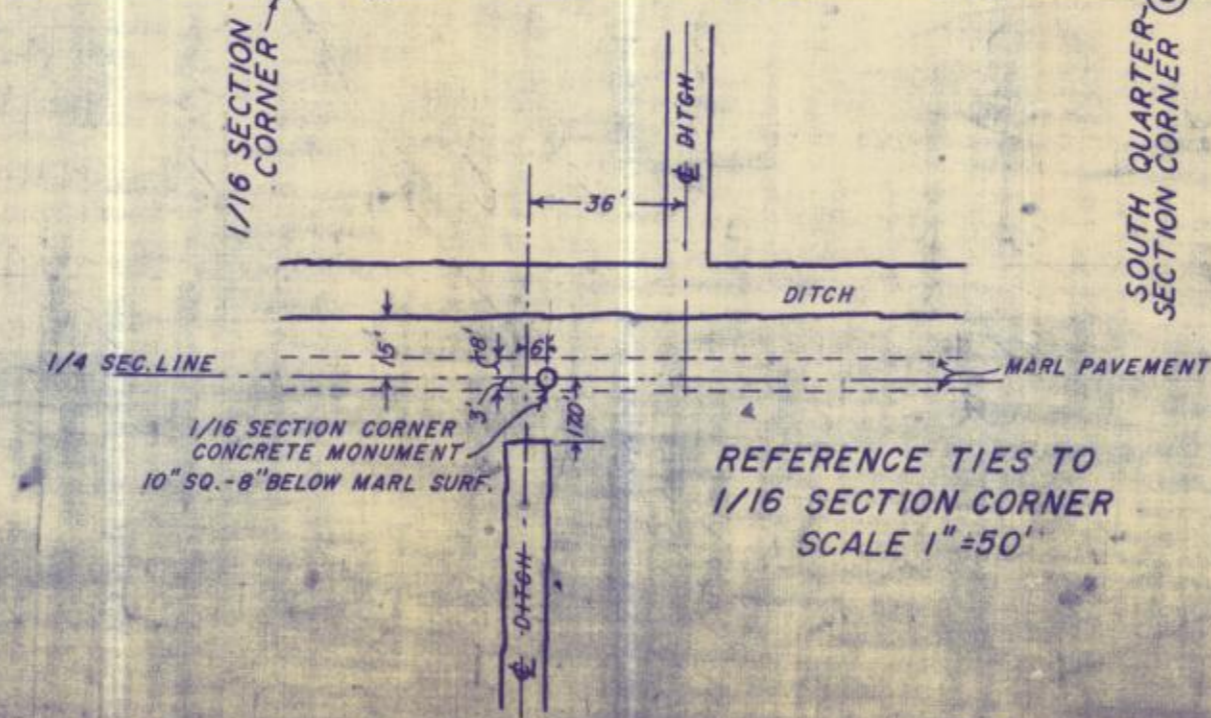 1/16 SECTION
CORNER
SOUTH QUARTER
SECTION CORNER
℄ DITCH
36'
DITCH
15'
8'
6'
1/4 SEC. LINE
MARL PAVEMENT
3'
1/16 SECTION CORNER
CONCRETE MONUMENT
10" SQ. - 8" BELOW MARL SURF.
REFERENCE TIES TO
1/16 SECTION CORNER
SCALE 1" = 50'
℄ DITCH